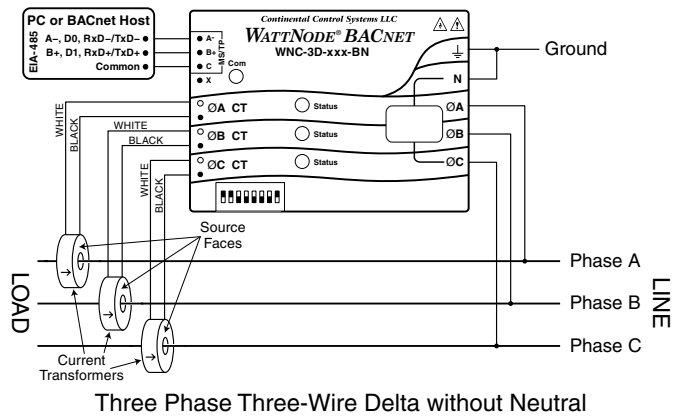 PC or BACnet Host
EIA-485
A–, D0, RxD–/TxD–
B+, D1, RxD+/TxD+
Common
Continental Control Systems LLC
WATTNODE® BACNET
WNC-3D-xxx-BN
A-
B+
C
X
MS/TP
Com
Ground
N
ØA CT
Status
ØA
ØB CT
Status
ØB
ØC CT
Status
ØC
WHITE
BLACK
WHITE
BLACK
WHITE
BLACK
Source
Faces
Phase A
Phase B
Phase C
LOAD
LINE
Current
Transformers
Three Phase Three-Wire Delta without Neutral